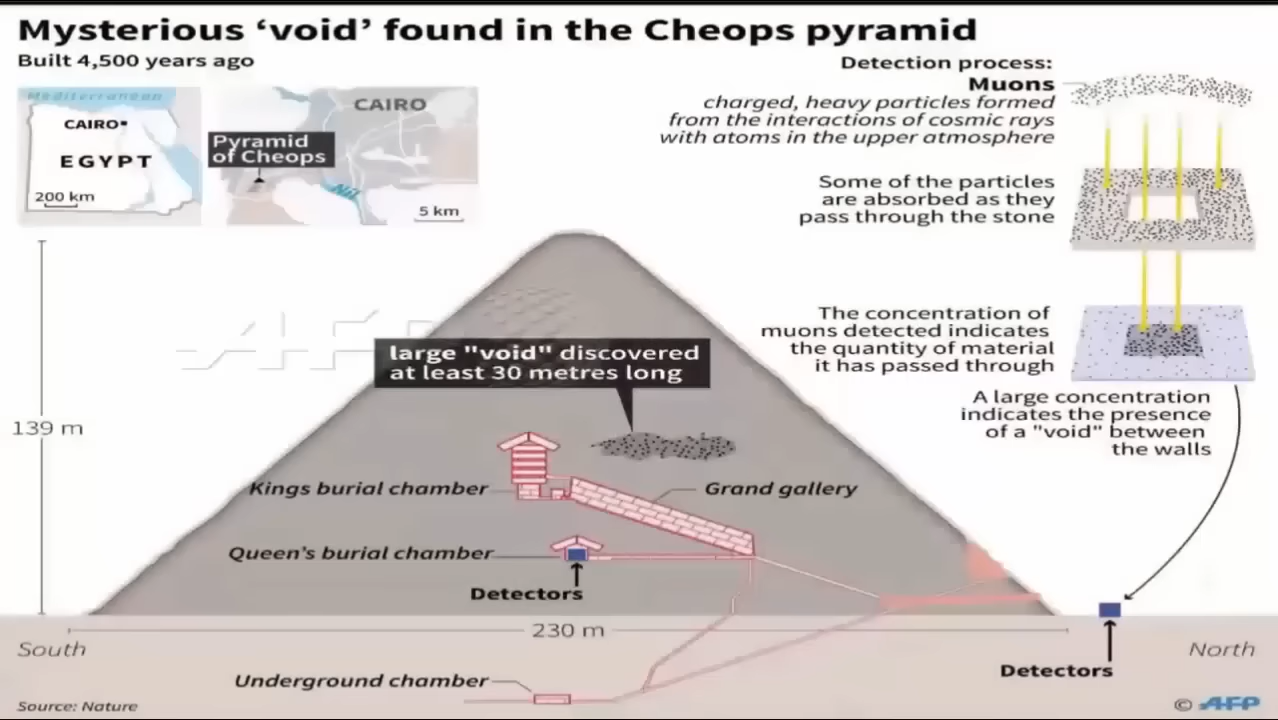 Mysterious ‘void’ found in the Cheops pyramid
Built 4,500 years ago
Mediterranean
CAIRO
EGYPT
200 km
CAIRO
Pyramid
of Cheops
Nil
5 km
Detection process:
Muons
charged, heavy particles formed
from the interactions of cosmic rays
with atoms in the upper atmosphere
Some of the particles
are absorbed as they
pass through the stone
The concentration of
muons detected indicates
the quantity of material
it has passed through
A large concentration
indicates the presence
of a "void" between
the walls
AFP
large "void" discovered
at least 30 metres long
139 m
Kings burial chamber
Grand gallery
Queen’s burial chamber
Detectors
230 m
South
North
Detectors
Underground chamber
Source: Nature
© AFP